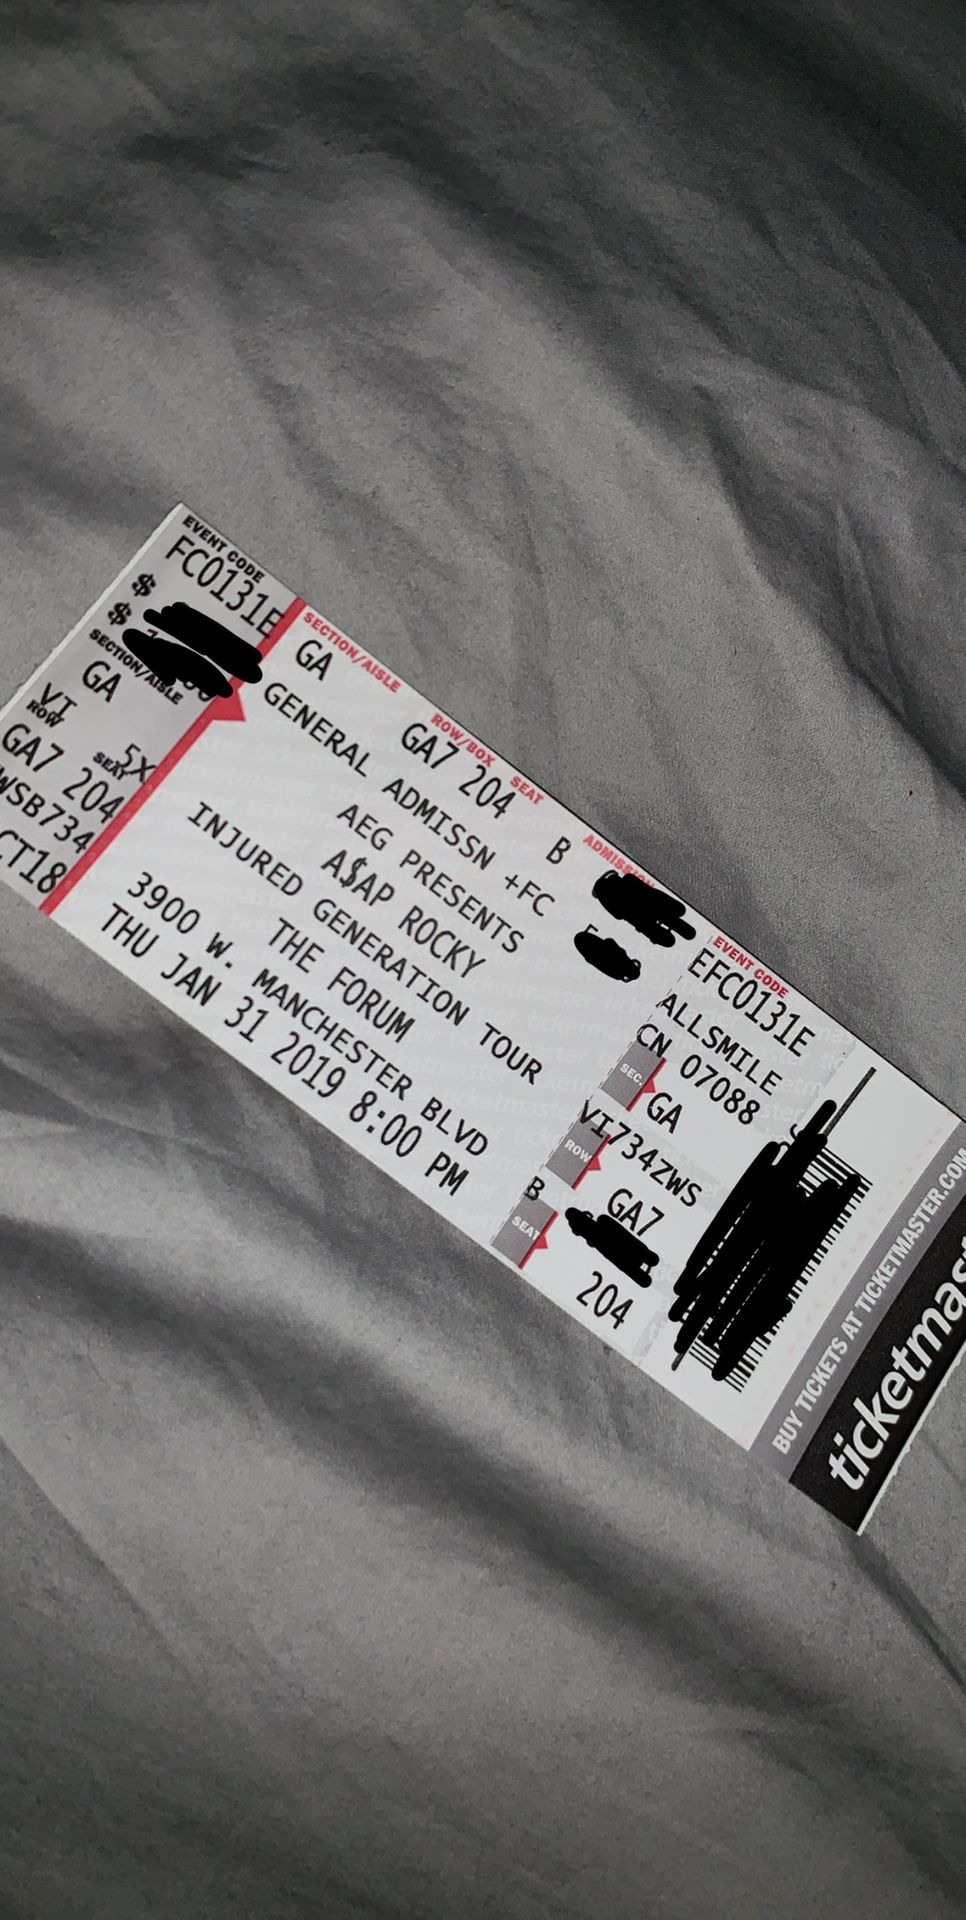 EVENT CODE
FC0131E
$
$
SECTION/AISLE
GA
VI 5X
ROW SEAT
GA7 204
WSB734
CT18
SECTION/AISLE ROW/BOX SEAT ADMISSION
GA GA7 204 B
GENERAL ADMISSN +FC
AEG PRESENTS
A$AP ROCKY
INJURED GENERATION TOUR
THE FORUM
3900 W. MANCHESTER BLVD
THU JAN 31 2019 8:00 PM
EVENT CODE
EFC0131E
ALLSMILE
CN 07088
SEC. GA
VI734ZWS
ROW GA7
B
SEAT 204
BUY TICKETS AT TICKETMASTER.COM